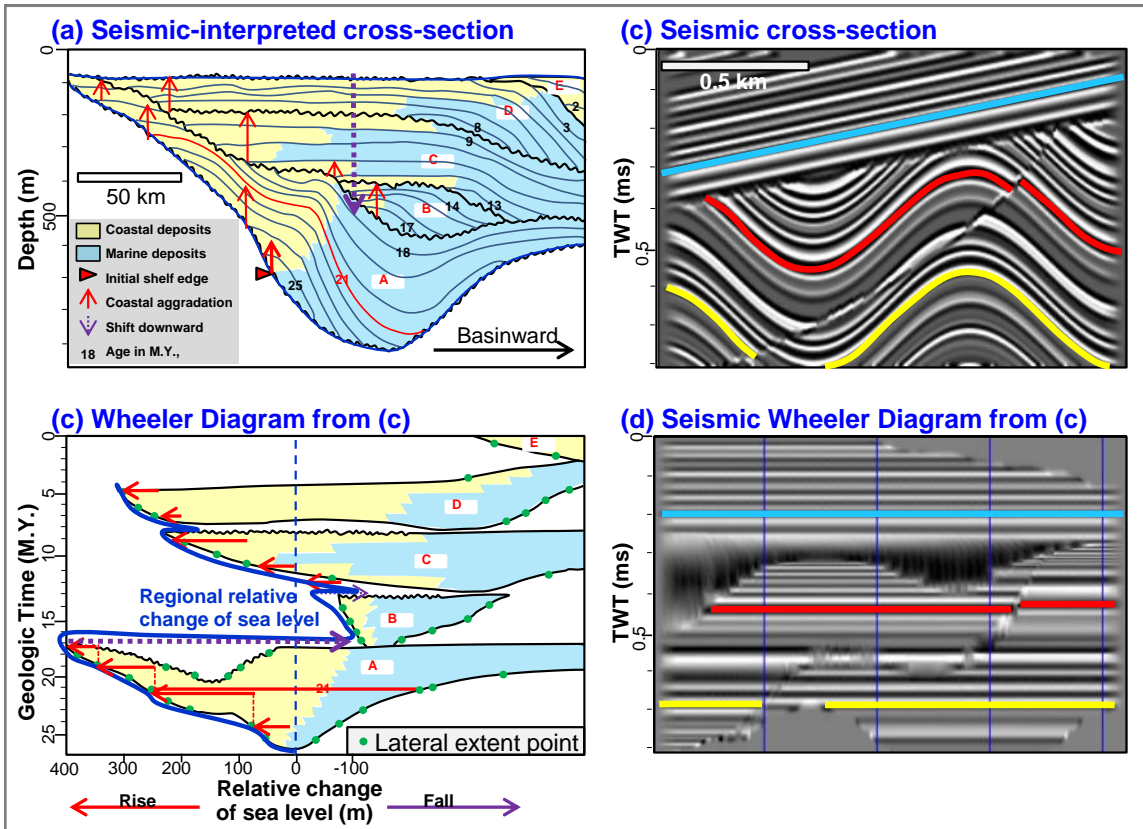 (a) Seismic-interpreted cross-section
0
500
Depth (m)
50 km
Coastal deposits
Marine deposits
Initial shelf edge
Coastal aggradation
Shift downward
18 Age in M.Y.,
25
21
A
18
17
B
14
13
C
9
8
D
3
2
E
Basinward
(c) Seismic cross-section
0.5 km
0
0.5
TWT (ms)
(c) Wheeler Diagram from (c)
0
5
10
15
20
25
Geologic Time (M.Y.)
E
D
C
B
A
21
Regional relative
change of sea level
Lateral extent point
400 300 200 100 0 -100
Rise
Relative change
of sea level (m)
Fall
(d) Seismic Wheeler Diagram from (c)
0
0.5
TWT (ms)